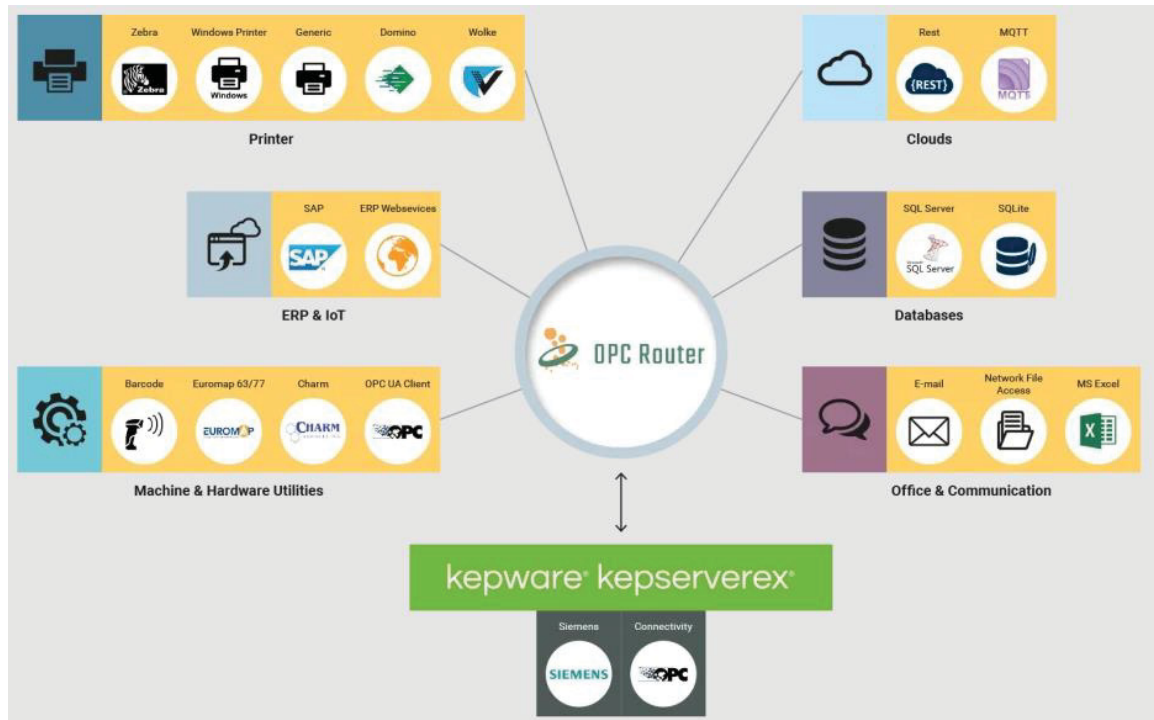 Zebra Windows Printer Generic Domino Wolke
Zebra
Windows
Printer
Rest MQTT
{REST}
MQTT
Clouds
SAP ERP Websevices
SAP
ERP & IoT
SQL Server SQLite
Microsoft
SQL Server
Databases
OPC Router
Barcode Euromap 63/77 Charm OPC UA Client
EUROMAP
CHARM
OPC
Machine & Hardware Utilities
E-mail Network File
Access MS Excel
X
Office & Communication
kepware® kepserverex®
Siemens Connectivity
SIEMENS OPC